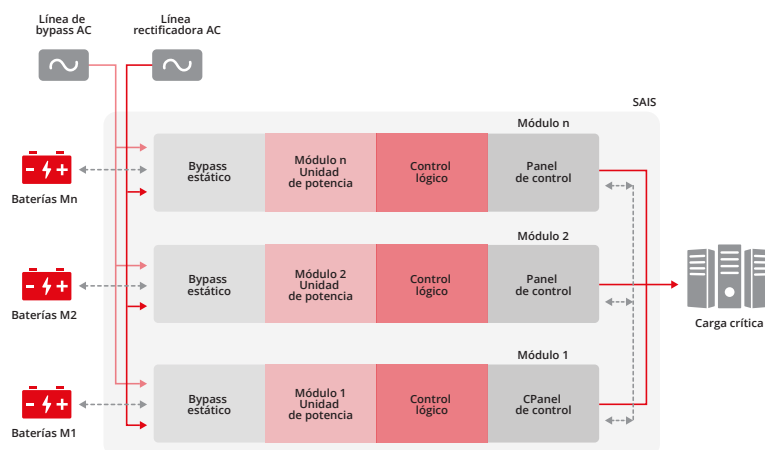 Línea de
bypass AC
Línea
rectificadora AC
SAIS
Módulo n
Bypass
estático
Módulo n
Unidad
de potencia
Control
lógico
Panel
de control
Baterías Mn
Módulo 2
Bypass
estático
Módulo 2
Unidad
de potencia
Control
lógico
Panel
de control
Baterías M2
Carga crítica
Módulo 1
Bypass
estático
Módulo 1
Unidad
de potencia
Control
lógico
CPanel
de control
Baterías M1